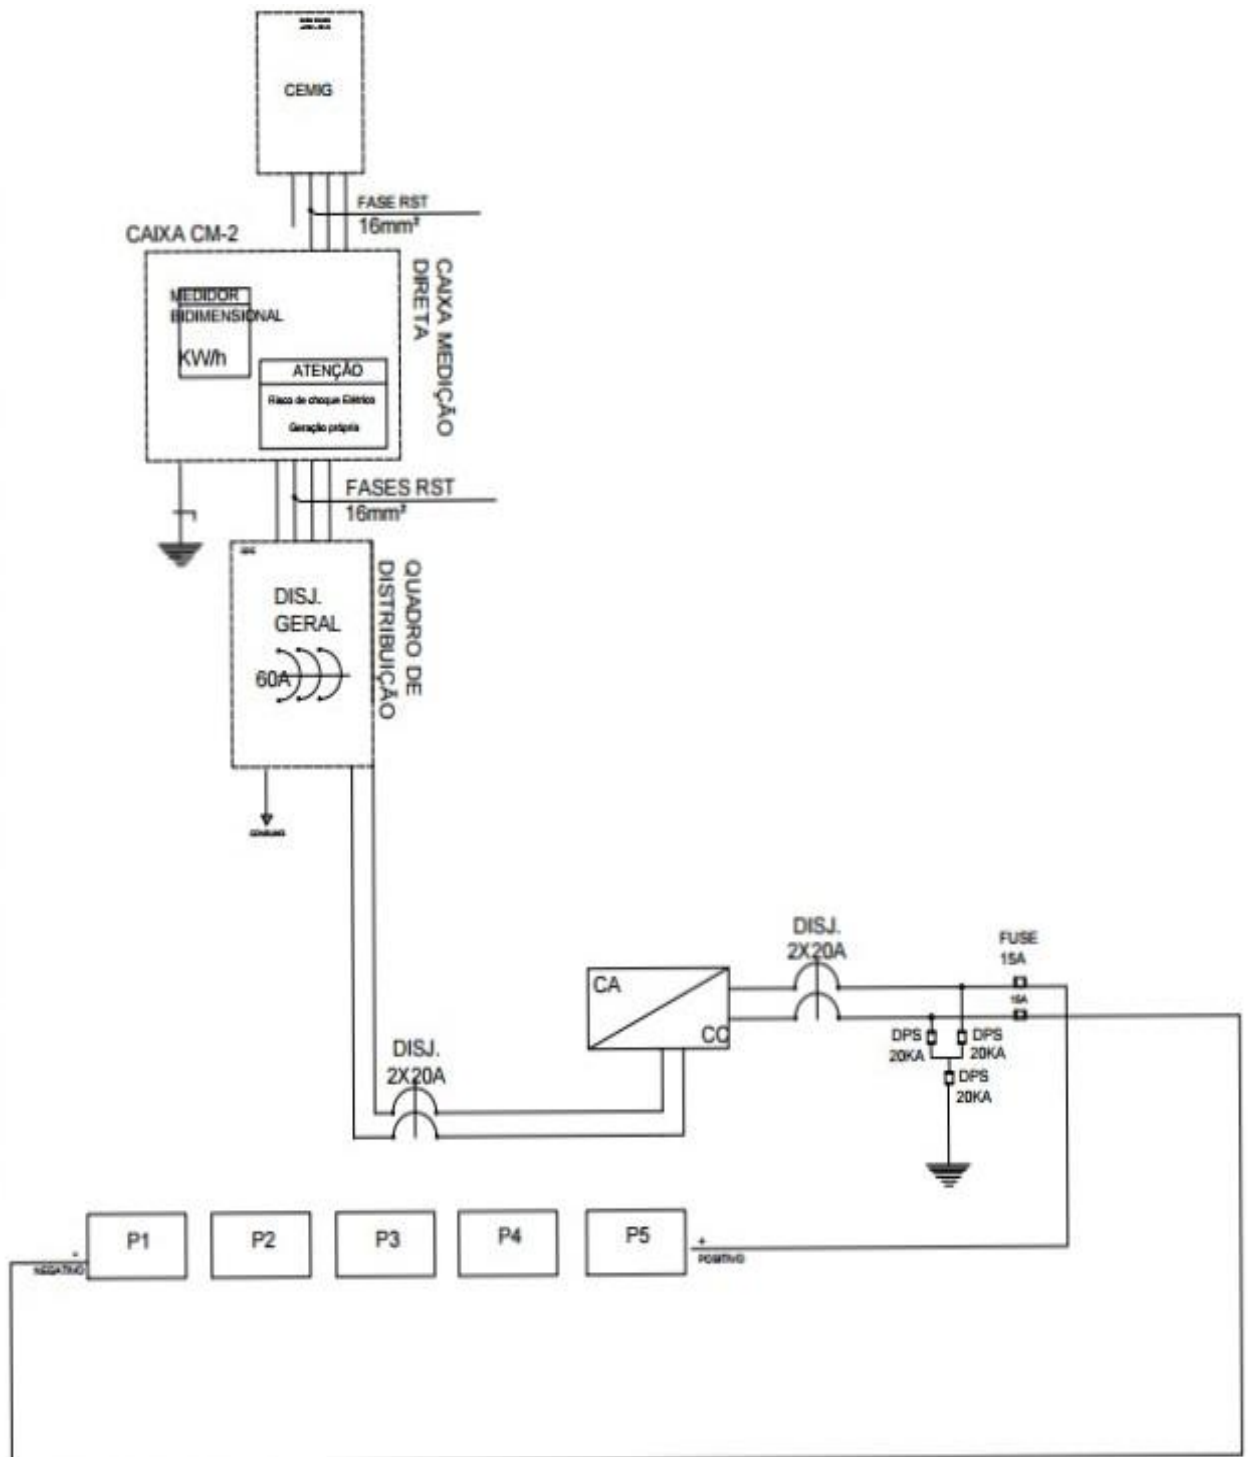 CEMIG
FASE RST
16mm²
CAIXA CM-2
CAIXA MEDIÇÃO
DIRETA
MEDIDOR
BIDIMENSIONAL
KW/h
ATENÇÃO
Risco de choque Elétrico
Geração própria
FASES RST
16mm²
QUADRO DE
DISTRIBUIÇÃO
DISJ.
GERAL
60A
CONSUMO
DISJ.
2X20A
FUSE
15A
15A
CA
CC
DPS
20KA
DPS
20KA
DPS
20KA
DISJ.
2X20A
P1
P2
P3
P4
P5
-
NEGATIVO
+
POSITIVO